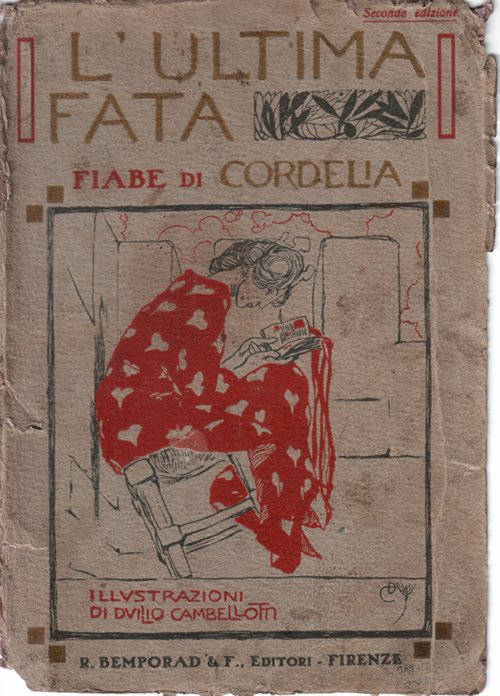 Seconda edizione
L'ULTIMA
FATA
FIABE DI CORDELIA
ILLVSTRAZIONI
DI DVILIO CAMBELLOTTI
R. BEMPORAD & F., EDITORI - FIRENZE